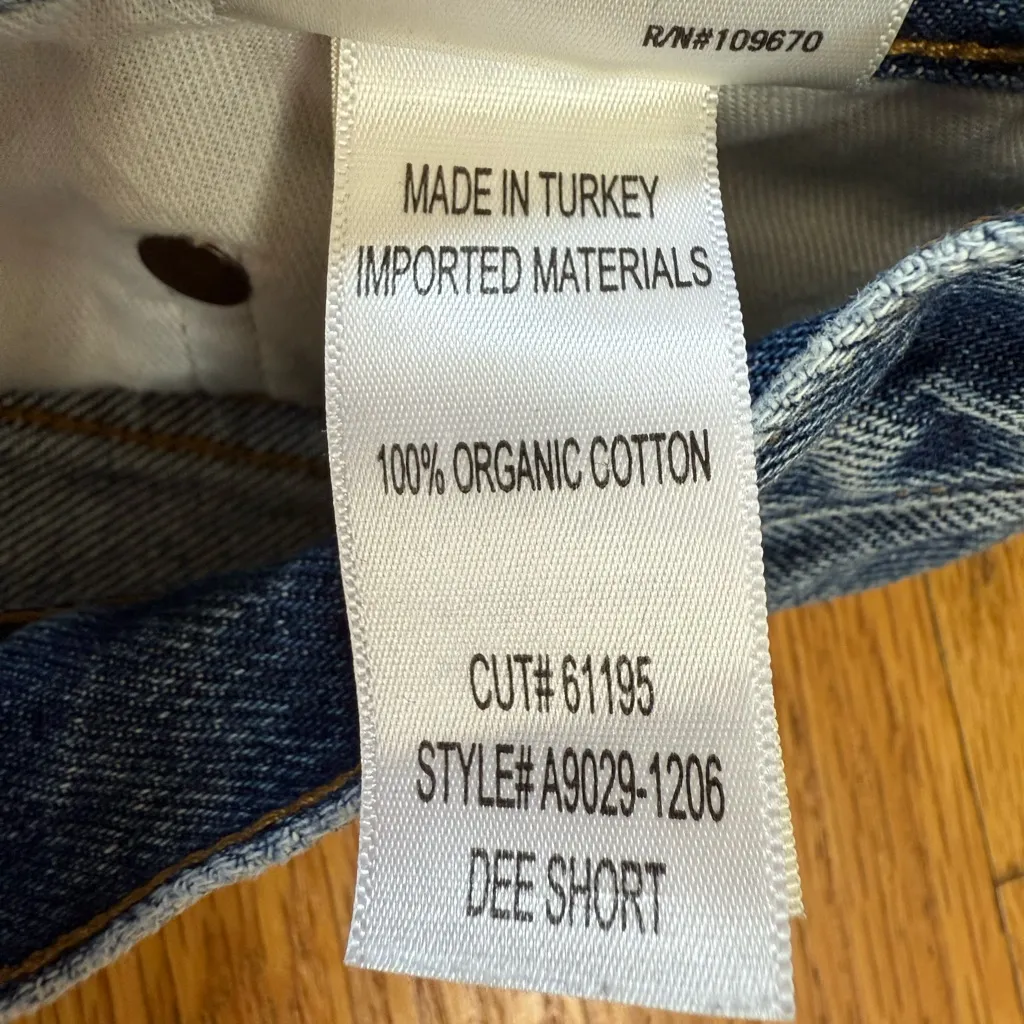 R/N#109670
MADE IN TURKEY
IMPORTED MATERIALS
100% ORGANIC COTTON
CUT# 61195
STYLE# A9029-1206
DEE SHORT